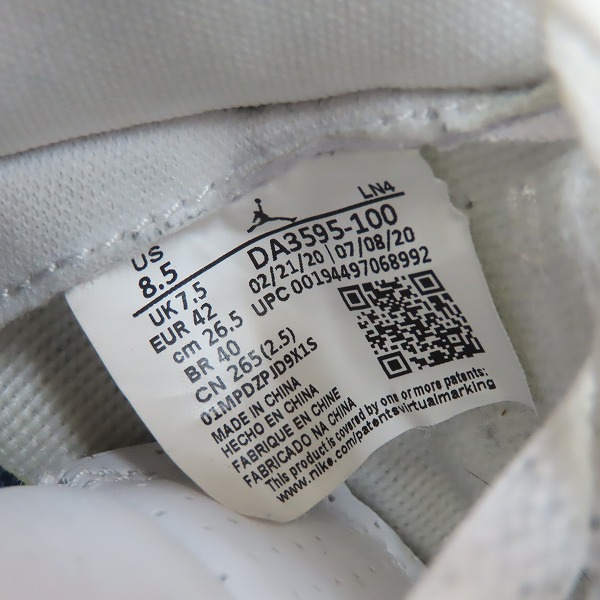 LN4
US
8.5
DA3595-100
02/21/20 07/08/20
UPC 00194497068992
UK 7.5
EUR 42
cm 26.5
BR 40
CN 265(2.5)
0IMPDZPJD9X1S
MADE IN CHINA
HECHO EN CHINA
FABRIQUE EN CHINE
FABRICADO NA CHINA
This product is covered by one or more patents:
www.nike.com/patentsvirtualmarking